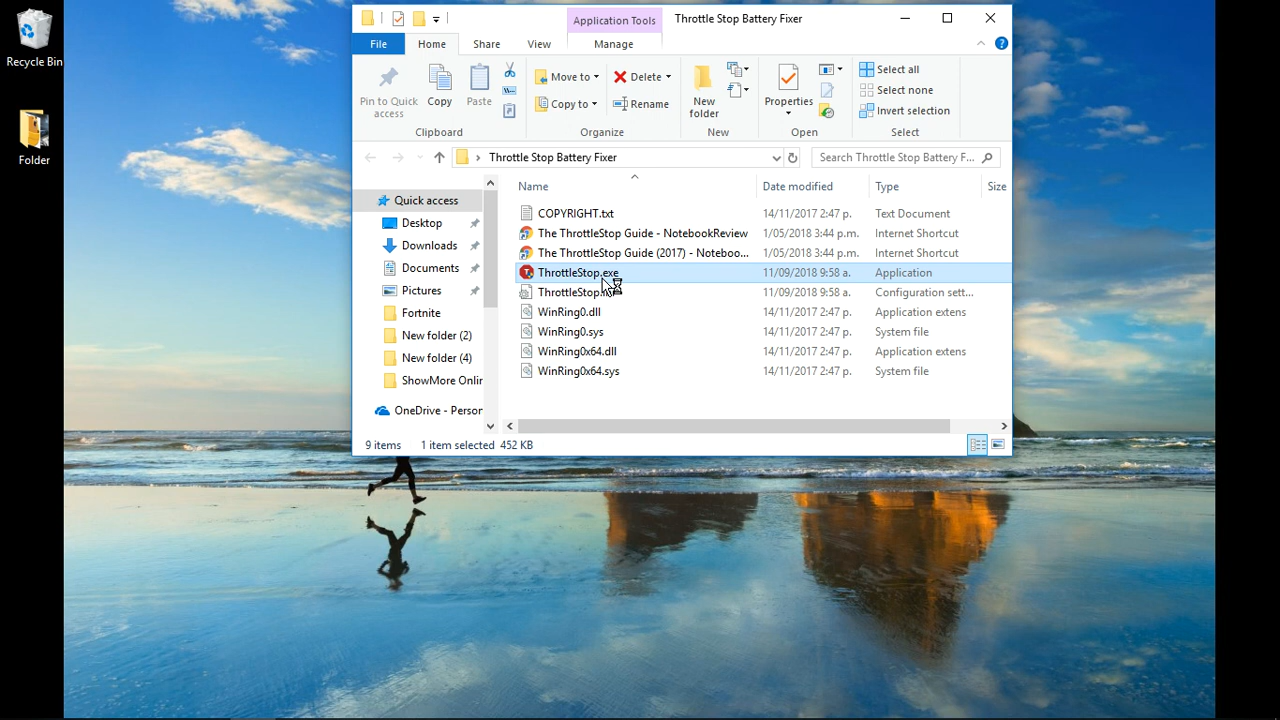 Recycle Bin
Folder
Application Tools
Throttle Stop Battery Fixer
File
Home
Share
View
Manage
Pin to Quick access
Copy
Paste
Move to
Copy to
Delete
Rename
New folder
Properties
Select all
Select none
Invert selection
Clipboard
Organize
New
Open
Select
Throttle Stop Battery Fixer
Search Throttle Stop Battery F...
Quick access
Desktop
Downloads
Documents
Pictures
Fortnite
New folder (2)
New folder (4)
ShowMore Onlin
OneDrive - Person
Name Date modified Type Size
COPYRIGHT.txt 14/11/2017 2:47 p. Text Document
The ThrottleStop Guide - NotebookReview 1/05/2018 3:44 p.m. Internet Shortcut
The ThrottleStop Guide (2017) - Noteboo... 1/05/2018 3:44 p.m. Internet Shortcut
ThrottleStop.exe 11/09/2018 9:58 a. Application
ThrottleStop. 11/09/2018 9:58 a. Configuration sett...
WinRing0.dll 14/11/2017 2:47 p. Application extens
WinRing0.sys 14/11/2017 2:47 p. System file
WinRing0x64.dll 14/11/2017 2:47 p. Application extens
WinRing0x64.sys 14/11/2017 2:47 p. System file
9 items 1 item selected 452 KB